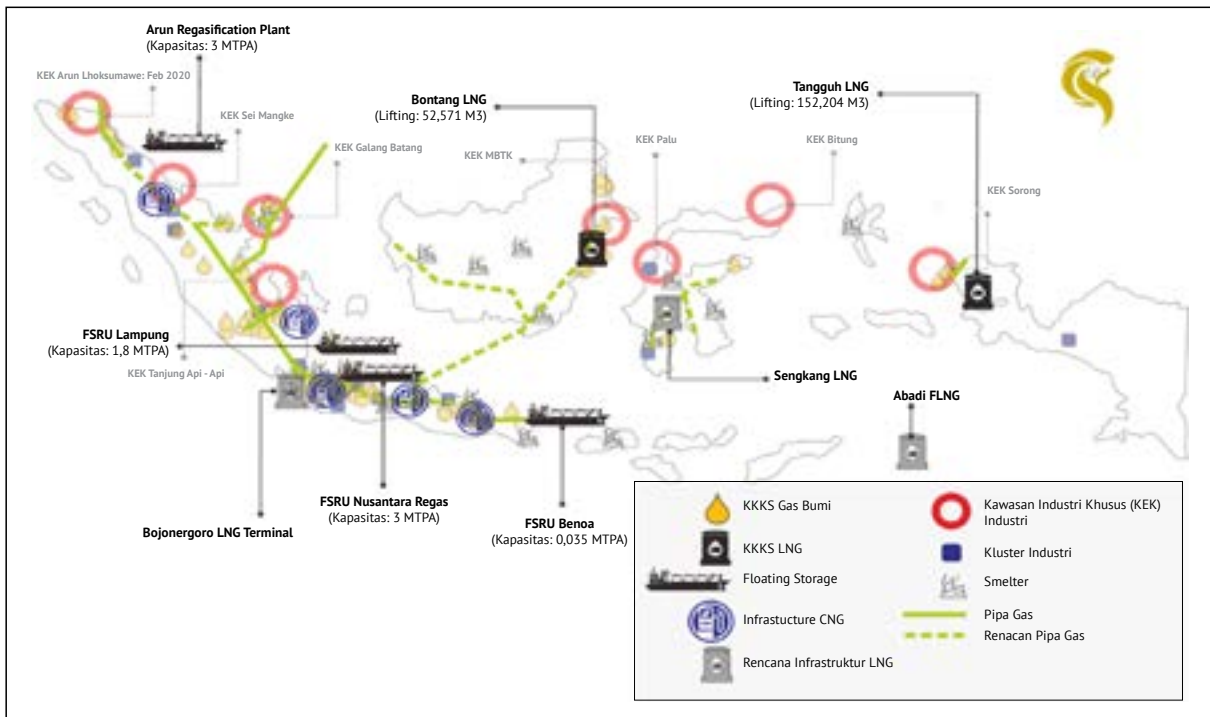 Arun Regasification Plant
(Kapasitas: 3 MTPA)
KEK Arun Lhoksumawe: Feb 2020
KEK Sei Mangke
KEK Galang Batang
Bontang LNG
(Lifting: 52,571 M3)
KEK MBTK
KEK Palu
Tangguh LNG
(Lifting: 152,204 M3)
KEK Bitung
KEK Sorong
FSRU Lampung
(Kapasitas: 1,8 MTPA)
KEK Tanjung Api - Api
Sengkang LNG
Abadi FLNG
FSRU Nusantara Regas
(Kapasitas: 3 MTPA)
Bojonergoro LNG Terminal
FSRU Benoa
(Kapasitas: 0,035 MTPA)
KKKS Gas Bumi
KKKS LNG
Floating Storage
Infrastucture CNG
Rencana Infrastruktur LNG
Kawasan Industri Khusus (KEK)
Industri
Kluster Industri
Smelter
Pipa Gas
Renacan Pipa Gas